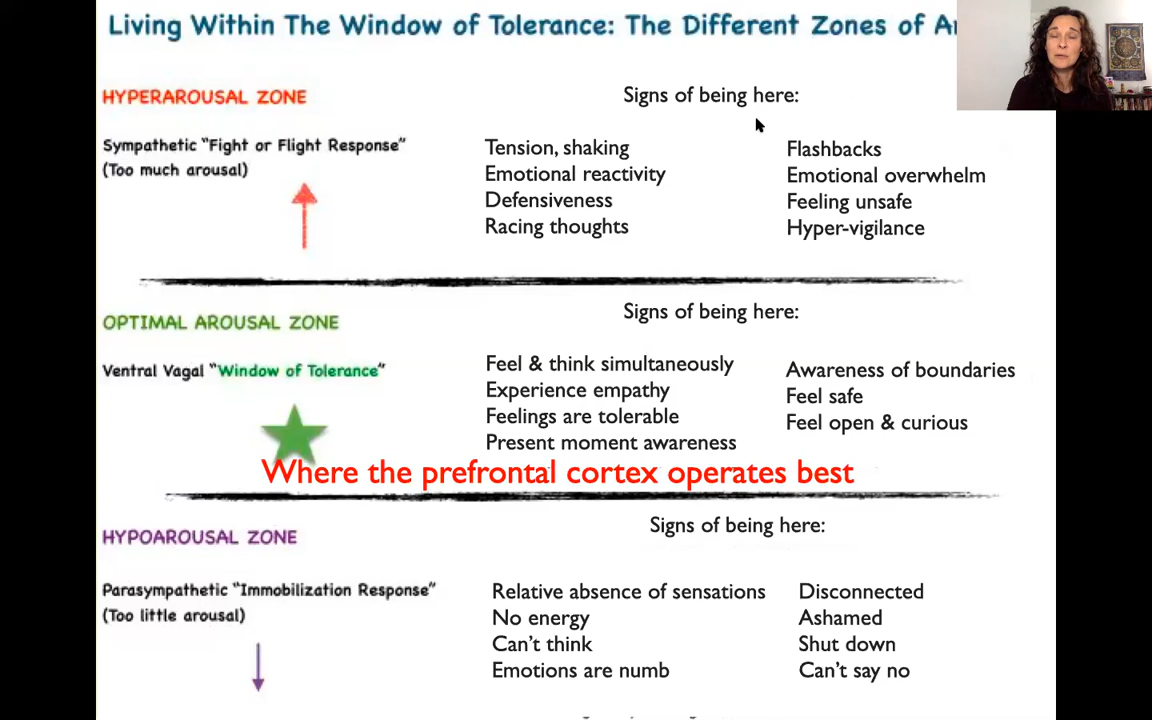 Living Within The Window of Tolerance: The Different Zones of
HYPERAROUSAL ZONE
Signs of being here:
Sympathetic "Fight or Flight Response"
(Too much arousal)
Tension, shaking
Emotional reactivity
Defensiveness
Racing thoughts
Flashbacks
Emotional overwhelm
Feeling unsafe
Hyper-vigilance
OPTIMAL AROUSAL ZONE
Signs of being here:
Ventral Vagal "Window of Tolerance"
Feel & think simultaneously
Experience empathy
Feelings are tolerable
Present moment awareness
Awareness of boundaries
Feel safe
Feel open & curious
Where the prefrontal cortex operates best
HYPOAROUSAL ZONE
Signs of being here:
Parasympathetic "Immobilization Response"
(Too little arousal)
Relative absence of sensations
No energy
Can't think
Emotions are numb
Disconnected
Ashamed
Shut down
Can't say no